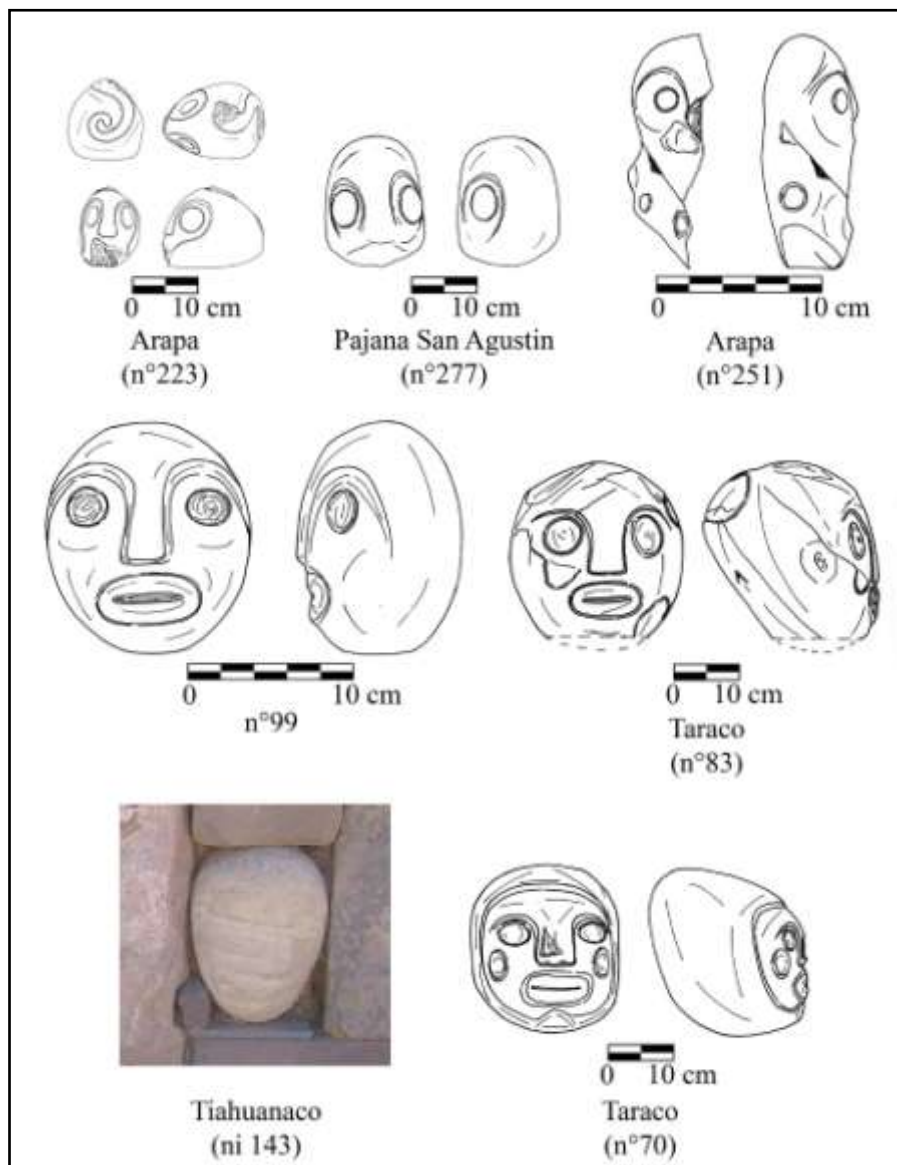 0 10 cm
Arapa
(n°223)
0 10 cm
Pajana San Agustin
(n°277)
0 10 cm
Arapa
(n°251)
0 10 cm
n°99
0 10 cm
Taraco
(n°83)
Tiahuanaco
(ni 143)
0 10 cm
Taraco
(n°70)